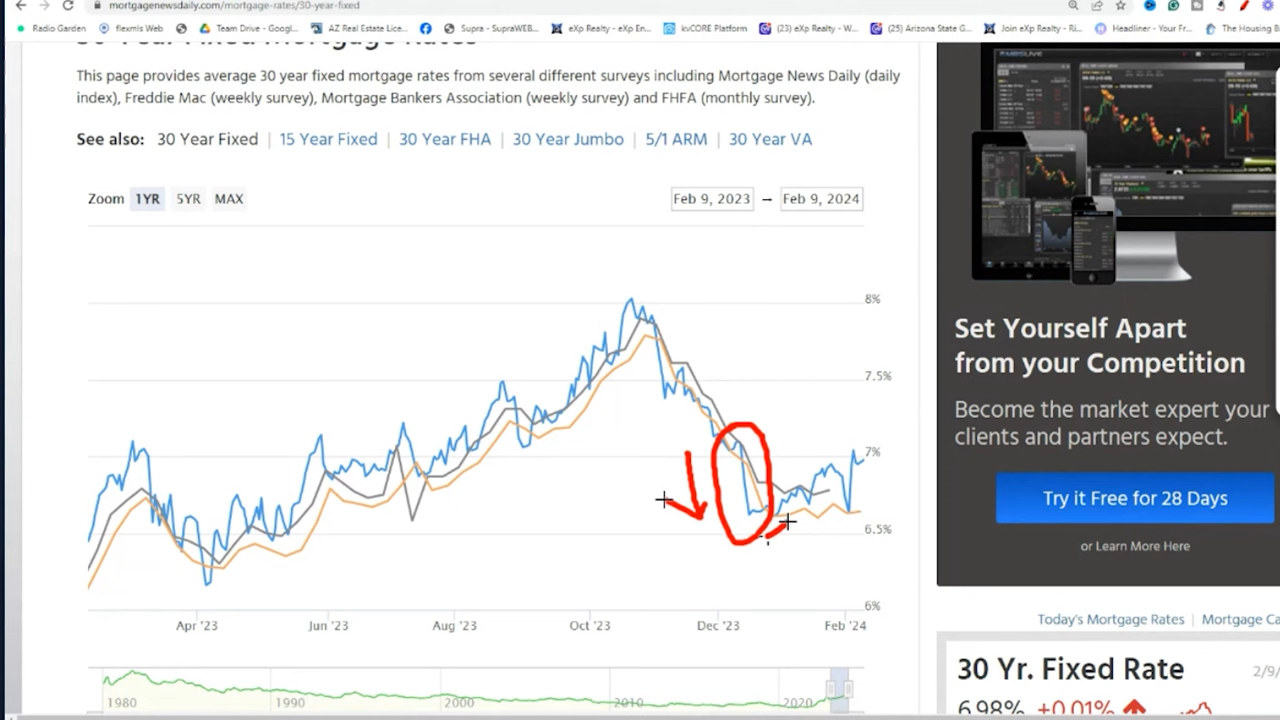 mortgagenewsdaily.com/mortgage-rates/30-year-fixed
Radio Garden flexmls Web Team Drive - Googl... AZ Real Estate Lice... Supra - SupraWEB... eXp Realty - eXp En... kvCORE Platform (23) eXp Realty - W... (25) Arizona State G... Join eXp Realty - Ri... Headliner - Your Fr... The Housing B
30 Year Fixed Mortgage Rates
This page provides average 30 year fixed mortgage rates from several different surveys including Mortgage News Daily (daily
index), Freddie Mac (weekly survey), Mortgage Bankers Association (weekly survey) and FHFA (monthly survey).
See also: 30 Year Fixed | 15 Year Fixed | 30 Year FHA | 30 Year Jumbo | 5/1 ARM | 30 Year VA
Zoom 1YR 5YR MAX Feb 9, 2023 → Feb 9, 2024
8%
7.5%
7%
6.5%
6%
Apr '23 Jun '23 Aug '23 Oct '23 Dec '23 Feb '24
1980 1990 2000 2010 2020
Set Yourself Apart
from your Competition
Become the market expert your
clients and partners expect.
Try it Free for 28 Days
or Learn More Here
Today's Mortgage Rates | Mortgage Ca
30 Yr. Fixed Rate 2/9/
6.98% +0.01%